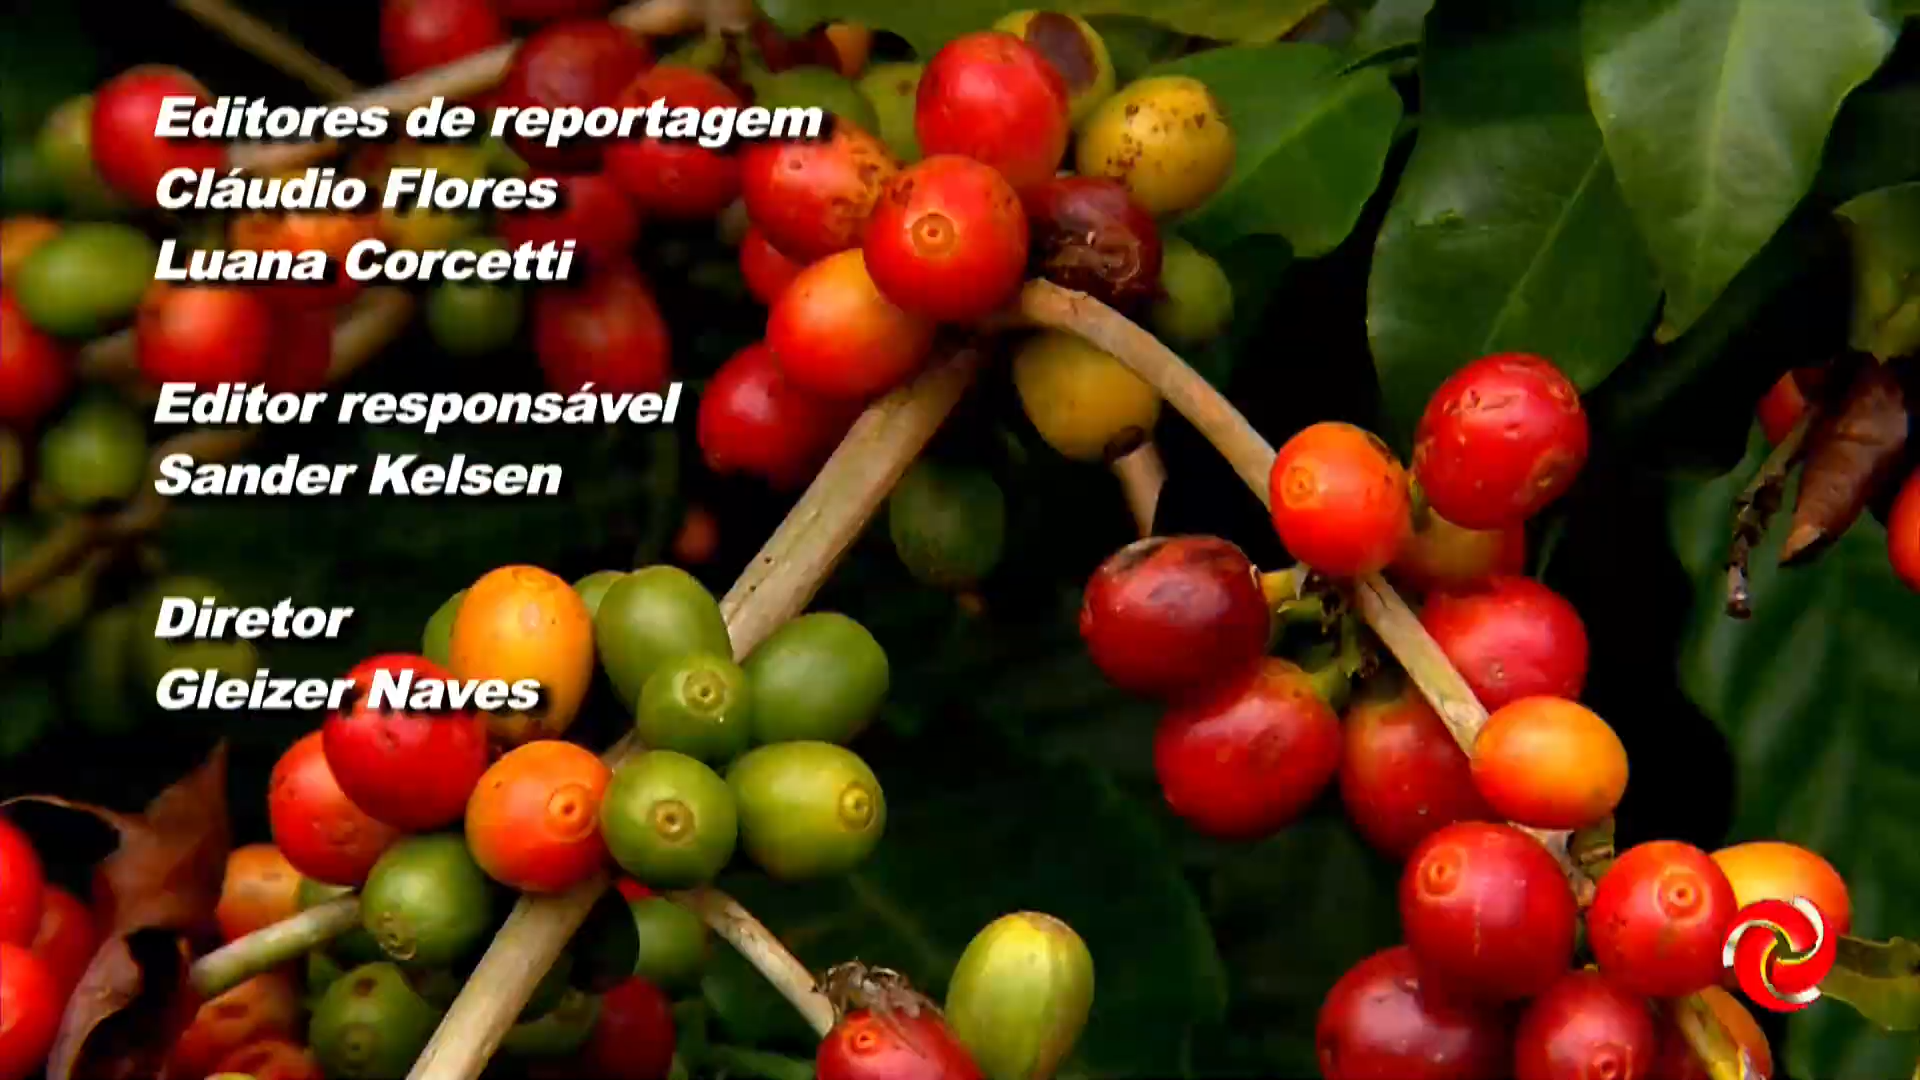 Editores de reportagem
Cláudio Flores
Luana Corcetti
Editor responsável
Sander Kelsen
Diretor
Gleizer Naves